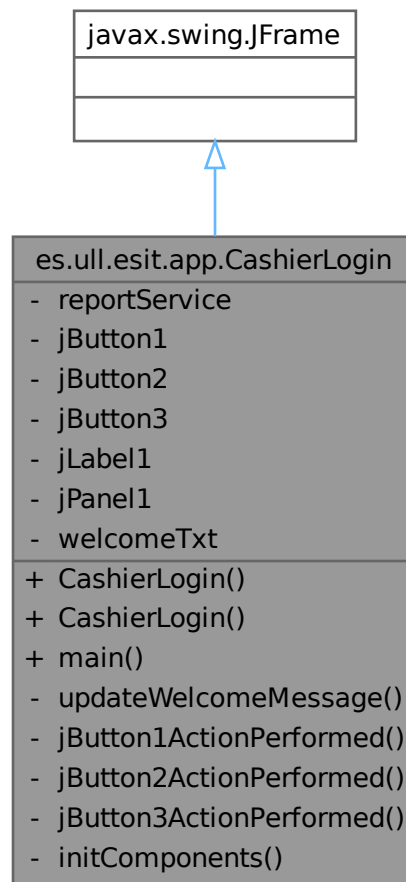 javax.swing.JFrame
es.ull.esit.app.CashierLogin
- reportService
- jButton1
- jButton2
- jButton3
- jLabel1
- jPanel1
- welcomeTxt
+ CashierLogin()
+ CashierLogin()
+ main()
- updateWelcomeMessage()
- jButton1ActionPerformed()
- jButton2ActionPerformed()
- jButton3ActionPerformed()
- initComponents()